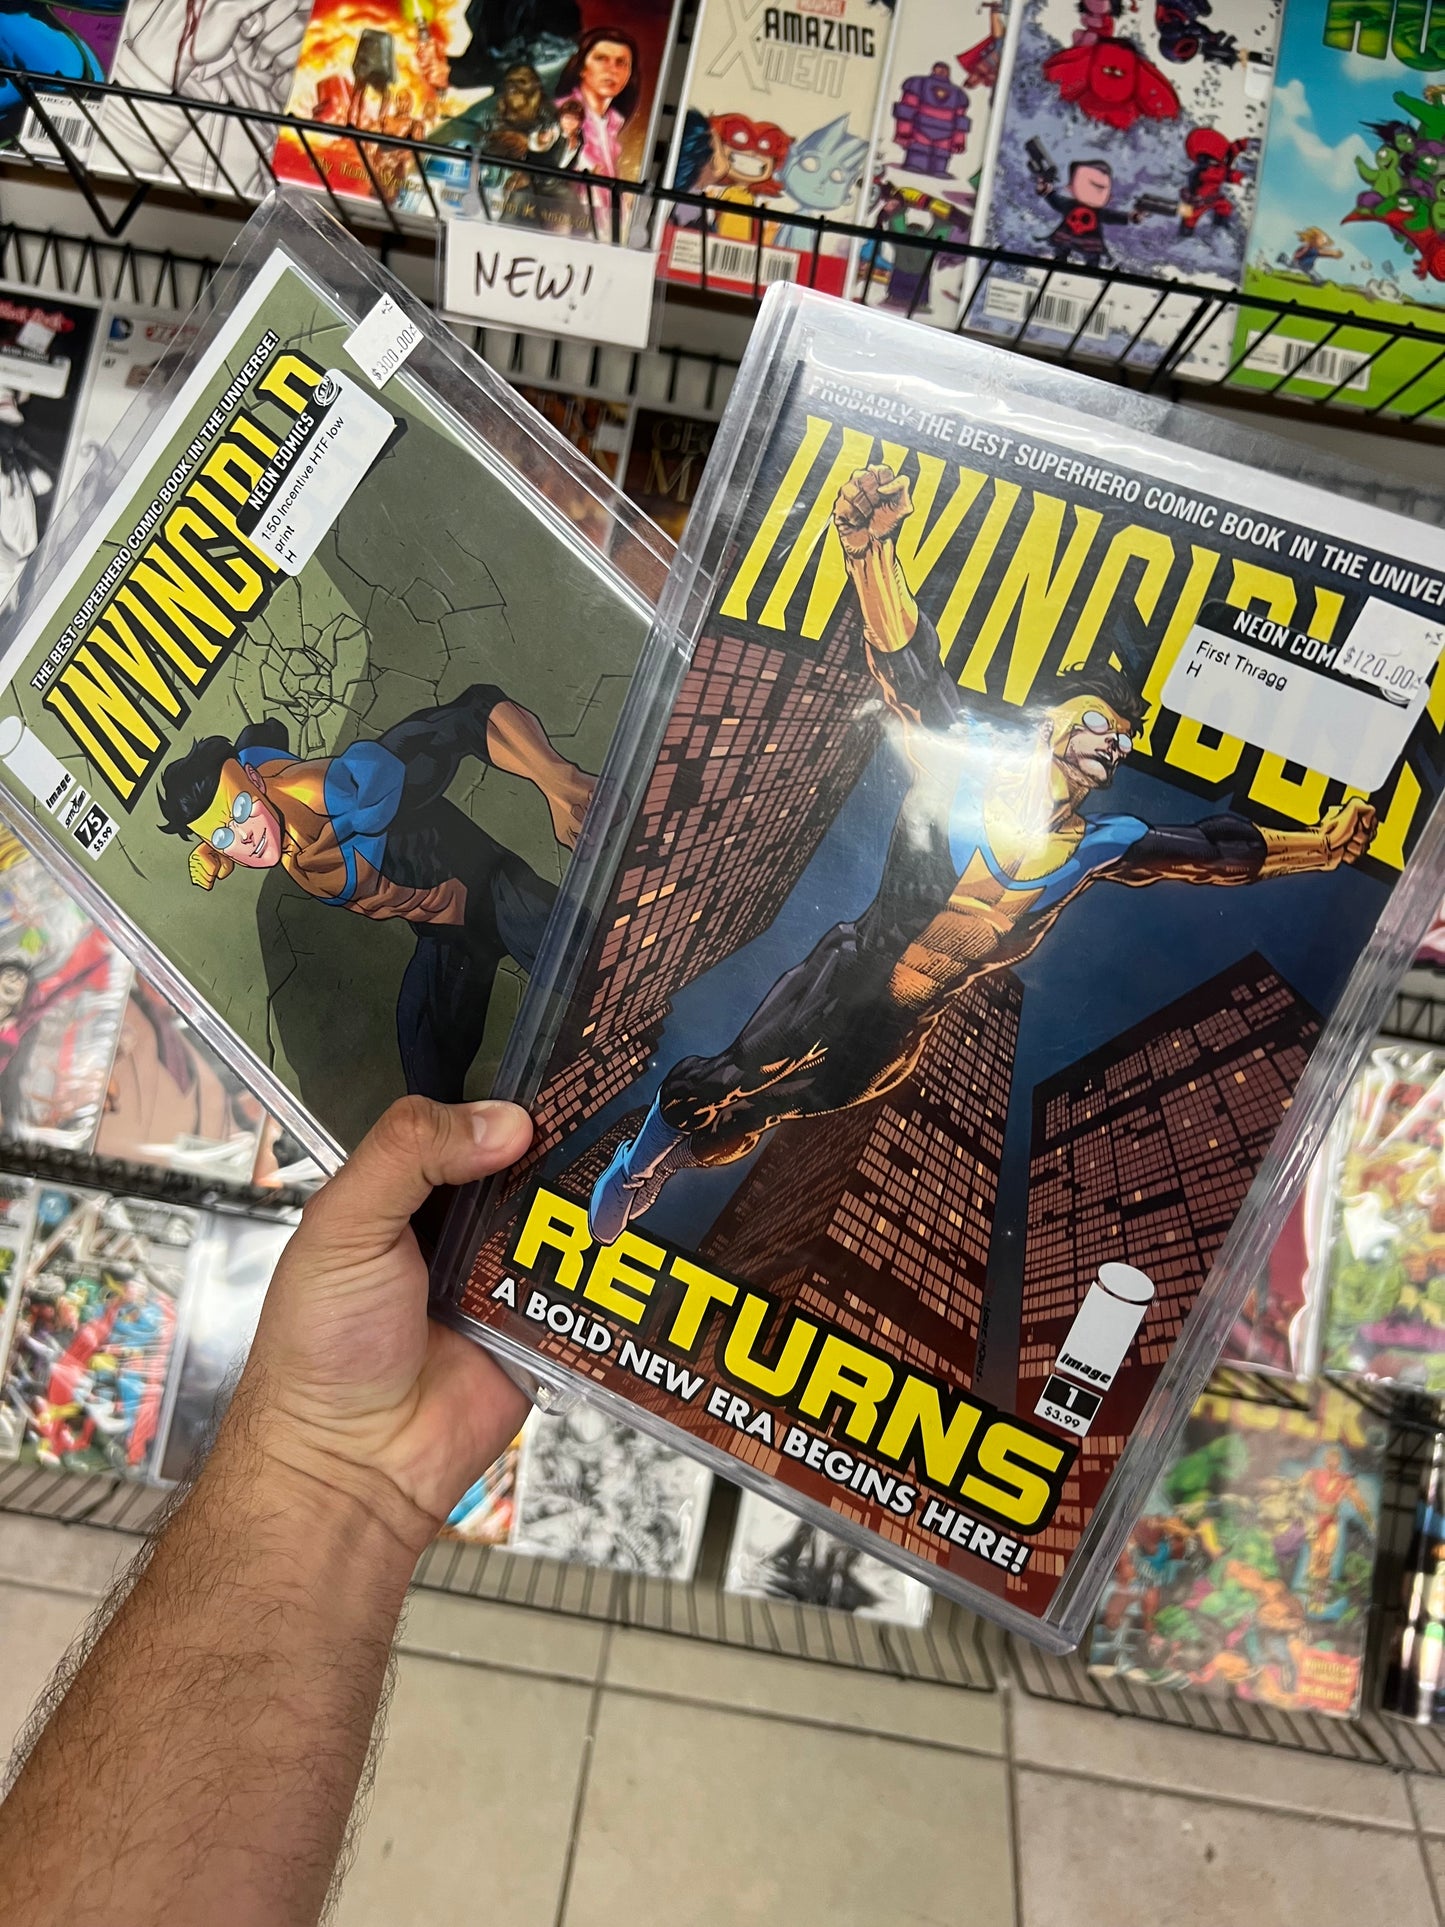 MARVEL
AMAZING
X-MEN
NEW!
$300.00
THE BEST SUPERHERO COMIC BOOK IN THE UNIVERSE!
INVINCIBLE
NEON COMICS
1:50 Incentive HTF low
print
H
image
75
$5.99
PROBABLY THE BEST SUPERHERO COMIC BOOK IN THE UNIVER
INVINCIBLE
NEON COM
$120.00
First Thragg
H
RETURNS
A BOLD NEW ERA BEGINS HERE!
image
1
$3.99